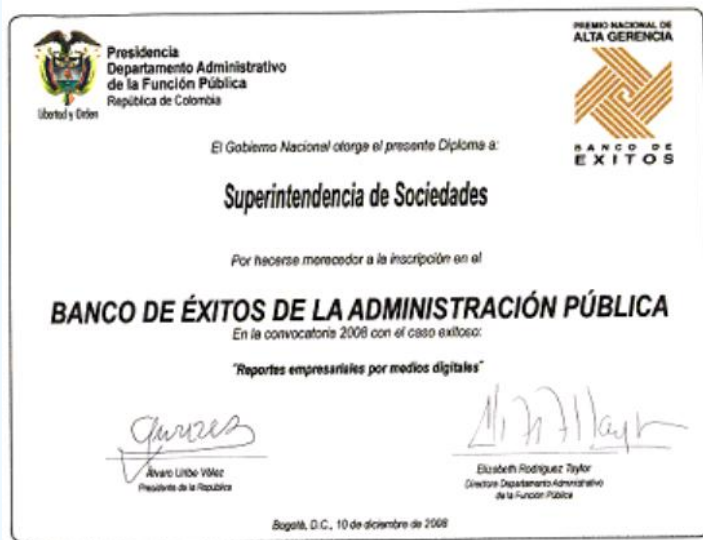 Presidencia
Departamento Administrativo
de la Función Pública
República de Colombia
Libertad y Orden
PREMIO NACIONAL DE
ALTA GERENCIA
BANCO DE
EXITOS
El Gobierno Nacional otorga el presente Diploma a:
Superintendencia de Sociedades
Por hacerse merecedor a la inscripción en el
BANCO DE ÉXITOS DE LA ADMINISTRACIÓN PÚBLICA
En la convocatoria 2008 con el caso exitoso:
"Reportes empresariales por medios digitales"
Álvaro Uribe Vélez
Presidente de la República
Elizabeth Rodríguez Taylor
Directora Departamento Administrativo
de la Función Pública
Bogotá, D.C., 10 de diciembre de 2008